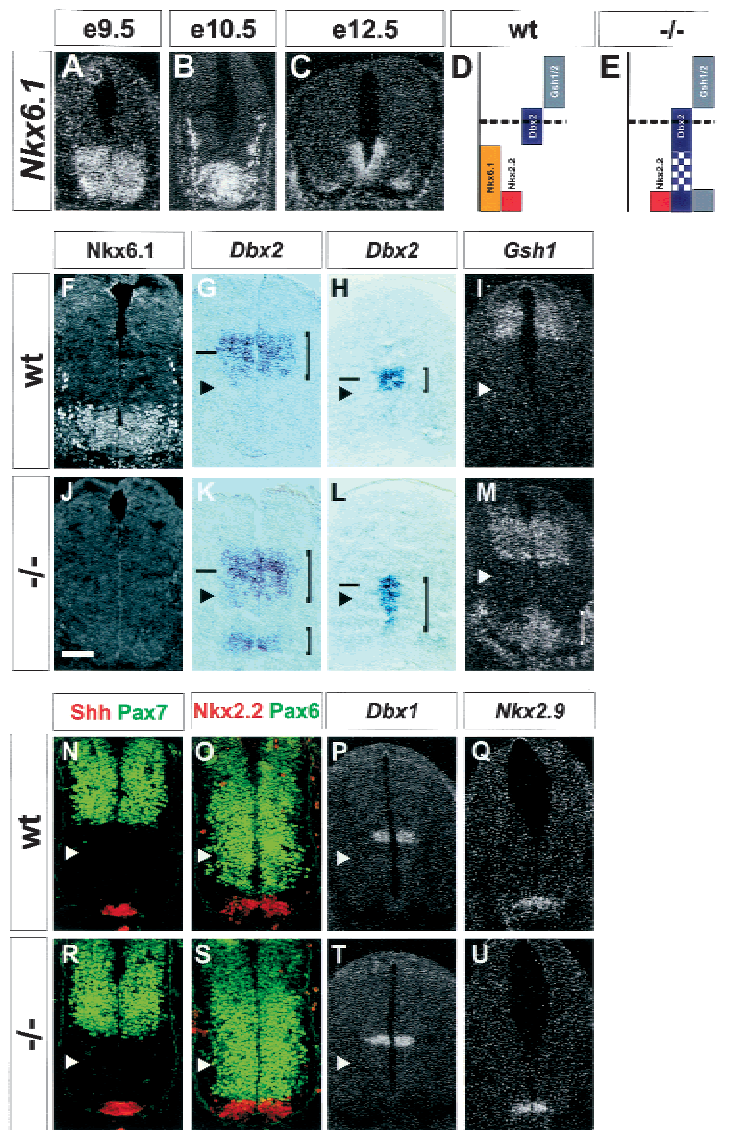 e9.5 e10.5 e12.5 wt -/-
Nkx6.1
A B C D E
Nkx6.1 Nkx2.2 Dbx2 Gsh1/2
Nkx2.2 Dbx2 Gsh1/2
Nkx6.1 Dbx2 Dbx2 Gsh1
wt
F G H I
-/-
J K L M
Shh Pax7 Nkx2.2 Pax6 Dbx1 Nkx2.9
wt
N O P Q
-/-
R S T U